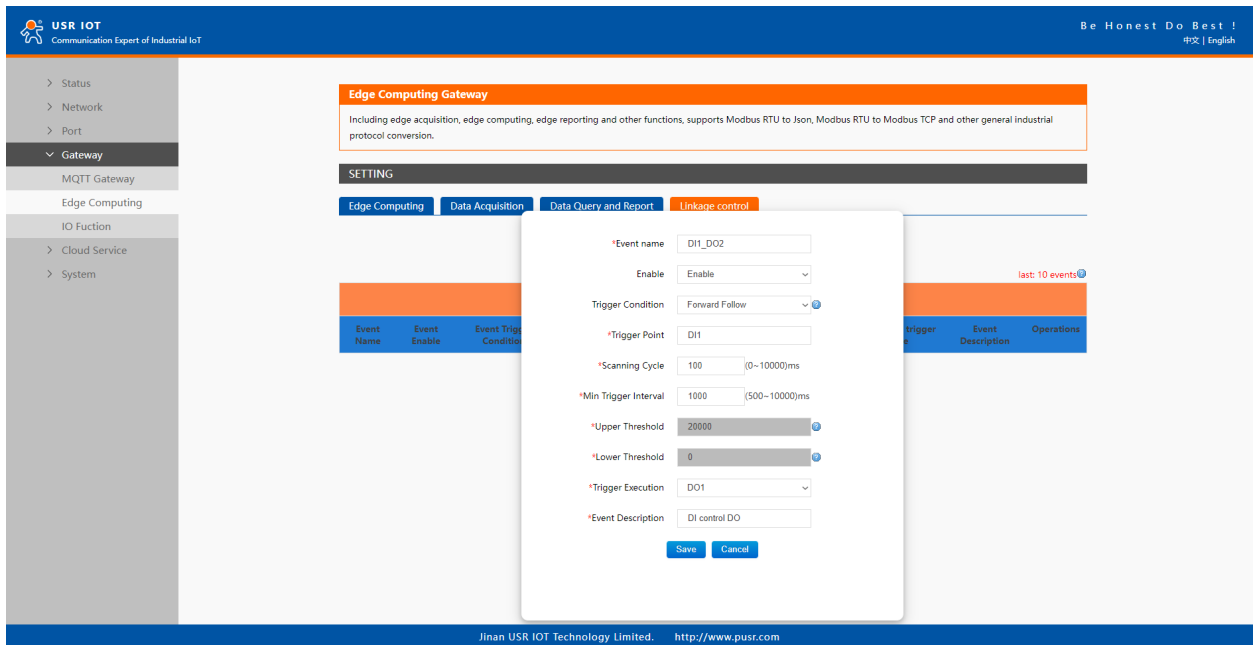 USR IOT
Communication Expert of Industrial IoT
Be Honest Do Best !
中文 | English
Status
Network
Port
Gateway
MQTT Gateway
Edge Computing
IO Fuction
Cloud Service
System
Edge Computing Gateway
Including edge acquisition, edge computing, edge reporting and other functions, supports Modbus RTU to Json, Modbus RTU to Modbus TCP and other general industrial
protocol conversion.
SETTING
Edge Computing Data Acquisition Data Query and Report Linkage control
last: 10 events
Event Name
Event Enable
Event
trigger
Event Description
Operations
*Event name DI1_DO2
Enable Enable
Trigger Condition Forward Follow
*Trigger Point DI1
*Scanning Cycle 100 (0~10000)ms
*Min Trigger Interval 1000 (500~10000)ms
*Upper Threshold 20000
*Lower Threshold 0
*Trigger Execution DO1
*Event Description DI control DO
Save Cancel
Jinan USR IOT Technology Limited. http://www.pusr.com